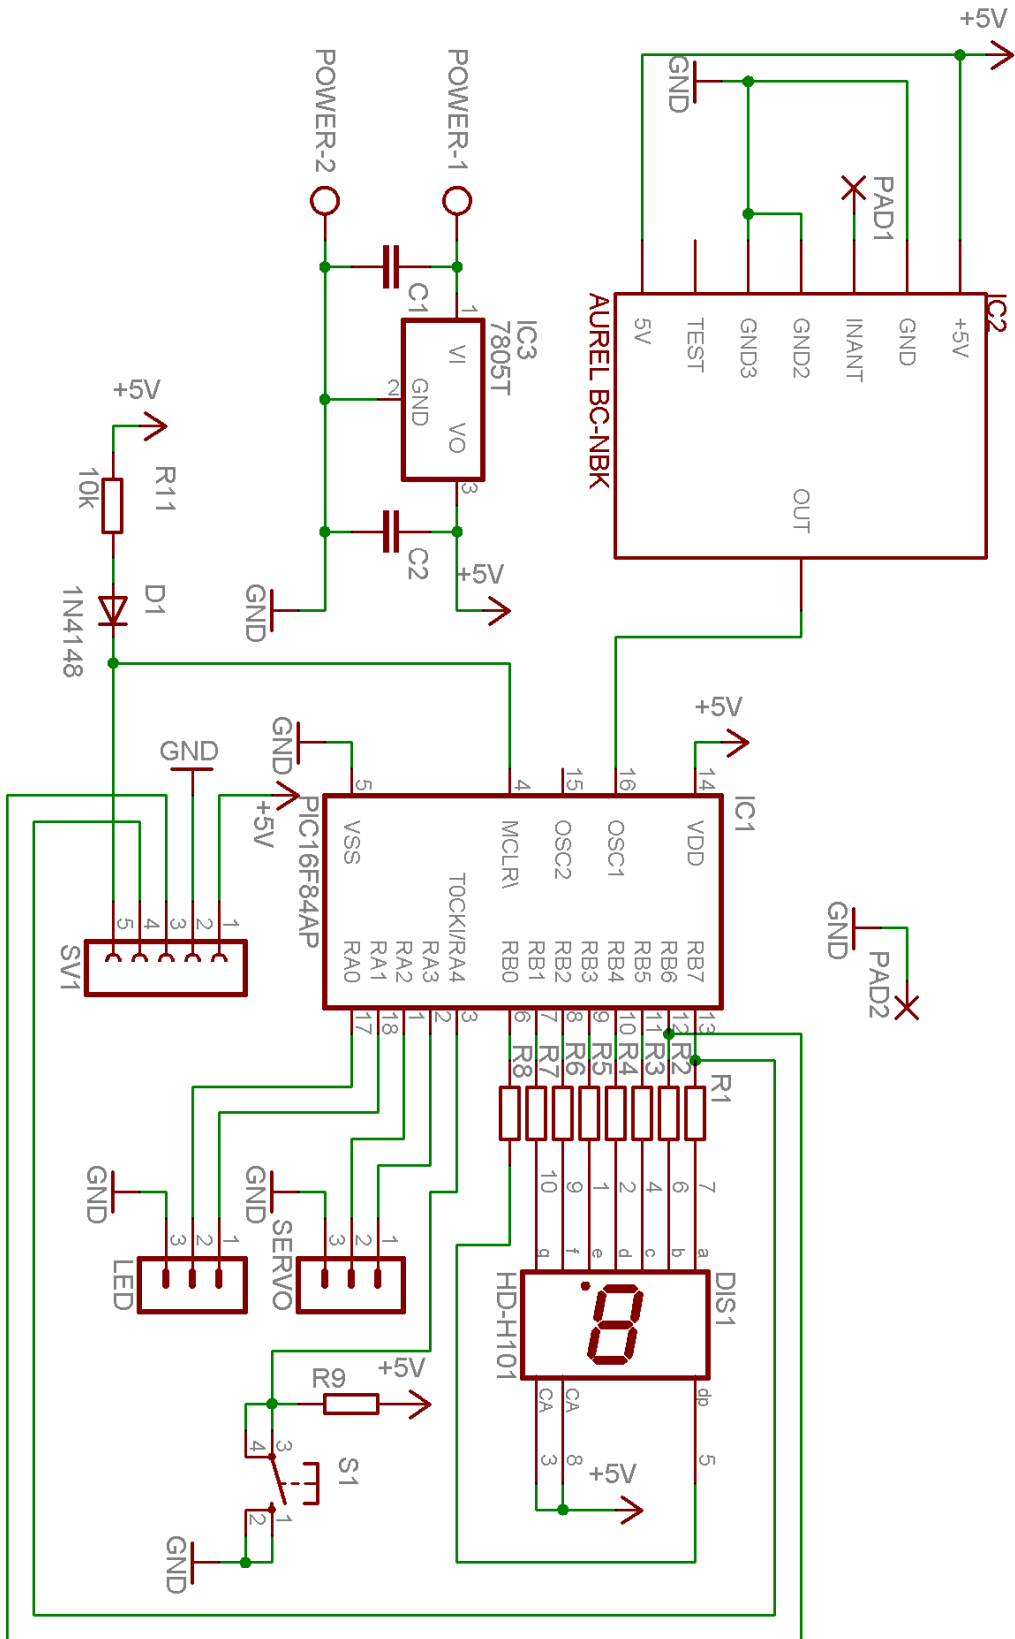 +5V
GND
PAD1
IC2
AUREL BC-NBK
5V
TEST
GND3
GND2
INANT
GND
+5V
OUT
POWER-2
POWER-1
C1
IC3
7805T
1
VI
2
GND
VO
3
C2
+5V
GND
+5V
R11
10k
D1
1N4148
GND
+5V
5
4
3
2
1
SV1
GND
+5V
IC1
PIC16F84AP
5
4
15
16
14
VSS
MCLR\
OSC2
OSC1
VDD
T0CKI/RA4
RA0
RA1
RA2
RA3
RB0
RB1
RB2
RB3
RB4
RB5
RB6
RB7
17
18
1
2
3
6
7
8
9
10
11
12
13
GND
PAD2
R8
R7
R6
R5
R4
R3
R2
R1
10
9
1
2
4
6
7
g
f
e
d
c
b
a
DIS1
HD-H101
CA
CA
dp
3
8
5
+5V
GND
3
2
1
LED
GND
SERVO
3
2
1
R9
+5V
4
3
S1
2
1
GND